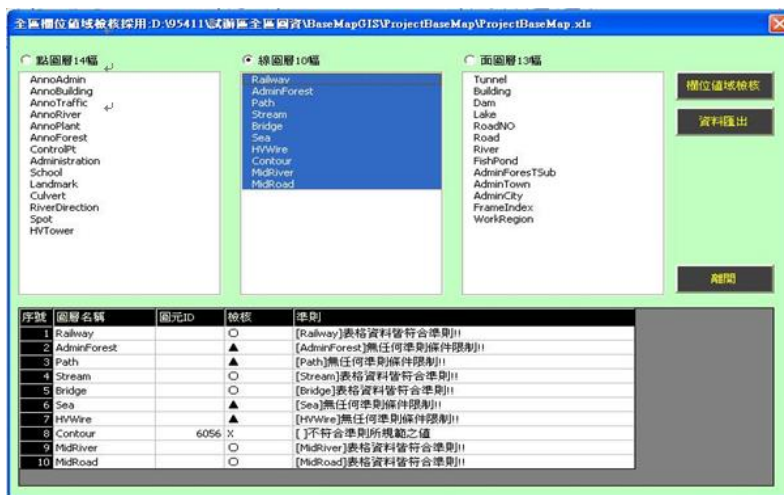 全區欄位值域檢核採用:D:\95411\試辦區全區圖資\BaseMapGIS\ProjectBaseMap\ProjectBaseMap.xls
點圖層14幅
AnnoAdmin
AnnoBuilding
AnnoTraffic
AnnoRiver
AnnoPlant
AnnoForest
ControlPt
Administration
School
Landmark
Culvert
RiverDirection
Spot
HVTower
線圖層10幅
Railway
AdminForest
Path
Stream
Bridge
Sea
HVWire
Contour
MidRiver
MidRoad
面圖層13幅
Tunnel
Building
Dam
Lake
RoadNO
Road
River
FishPond
AdminForesTSub
AdminTown
AdminCity
FrameIndex
WorkRegion
欄位值域檢核
資料匯出
離開
序號 圖層名稱 圖元ID 檢核 準則
1 Railway ○ [Railway]表格資料皆符合準則!!
2 AdminForest ▲ [AdminForest]無任何準則條件限制!!
3 Path ▲ [Path]無任何準則條件限制!!
4 Stream ○ [Stream]表格資料皆符合準則!!
5 Bridge ○ [Bridge]表格資料皆符合準則!!
6 Sea ▲ [Sea]無任何準則條件限制!!
7 HVWire ▲ [HVWire]無任何準則條件限制!!
8 Contour 6056 X [ ]不符合準則所規範之值
9 MidRiver ○ [MidRiver]表格資料皆符合準則!!
10 MidRoad ○ [MidRoad]表格資料皆符合準則!!